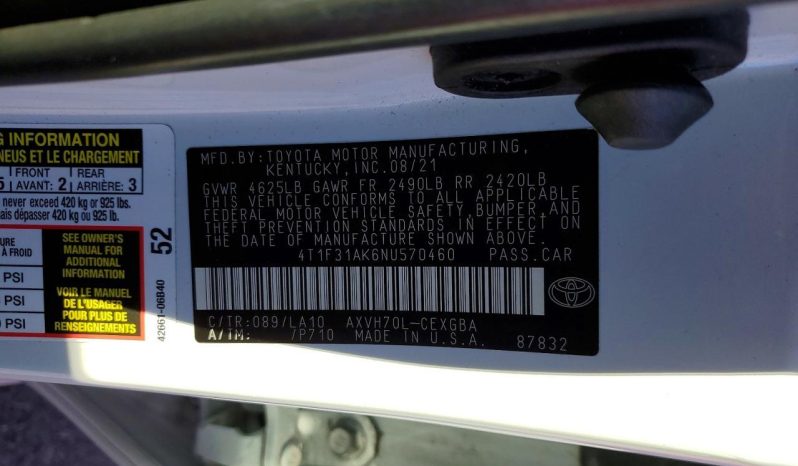 G INFORMATION
NEUS ET LE CHARGEMENT
5 FRONT AVANT: 2 REAR ARRIÈRE: 3
never exceed 420 kg or 925 lbs.
dépasser 420 kg ou 925 lb.
URE
À FROID
PSI
PSI
PSI
SEE OWNER'S
MANUAL FOR
ADDITIONAL
INFORMATION
VOIR LE MANUEL
DE L'USAGER
POUR PLUS DE
RENSEIGNEMENTS
42661-06B40
52
MFD.BY:TOYOTA MOTOR MANUFACTURING,
KENTUCKY, INC.08/21
GVWR 4625LB GAWR FR 2490LB RR 2420LB
THIS VEHICLE CONFORMS TO ALL APPLICABLE
FEDERAL MOTOR VEHICLE SAFETY,BUMPER,AND
THEFT PREVENTION STANDARDS IN EFFECT ON
THE DATE OF MANUFACTURE SHOWN ABOVE.
4T1F31AK6NU570460 PASS.CAR
C/TR:089/LA10 AXVH70L-CEXGBA
A/TM: /P710 MADE IN U.S.A. 87832